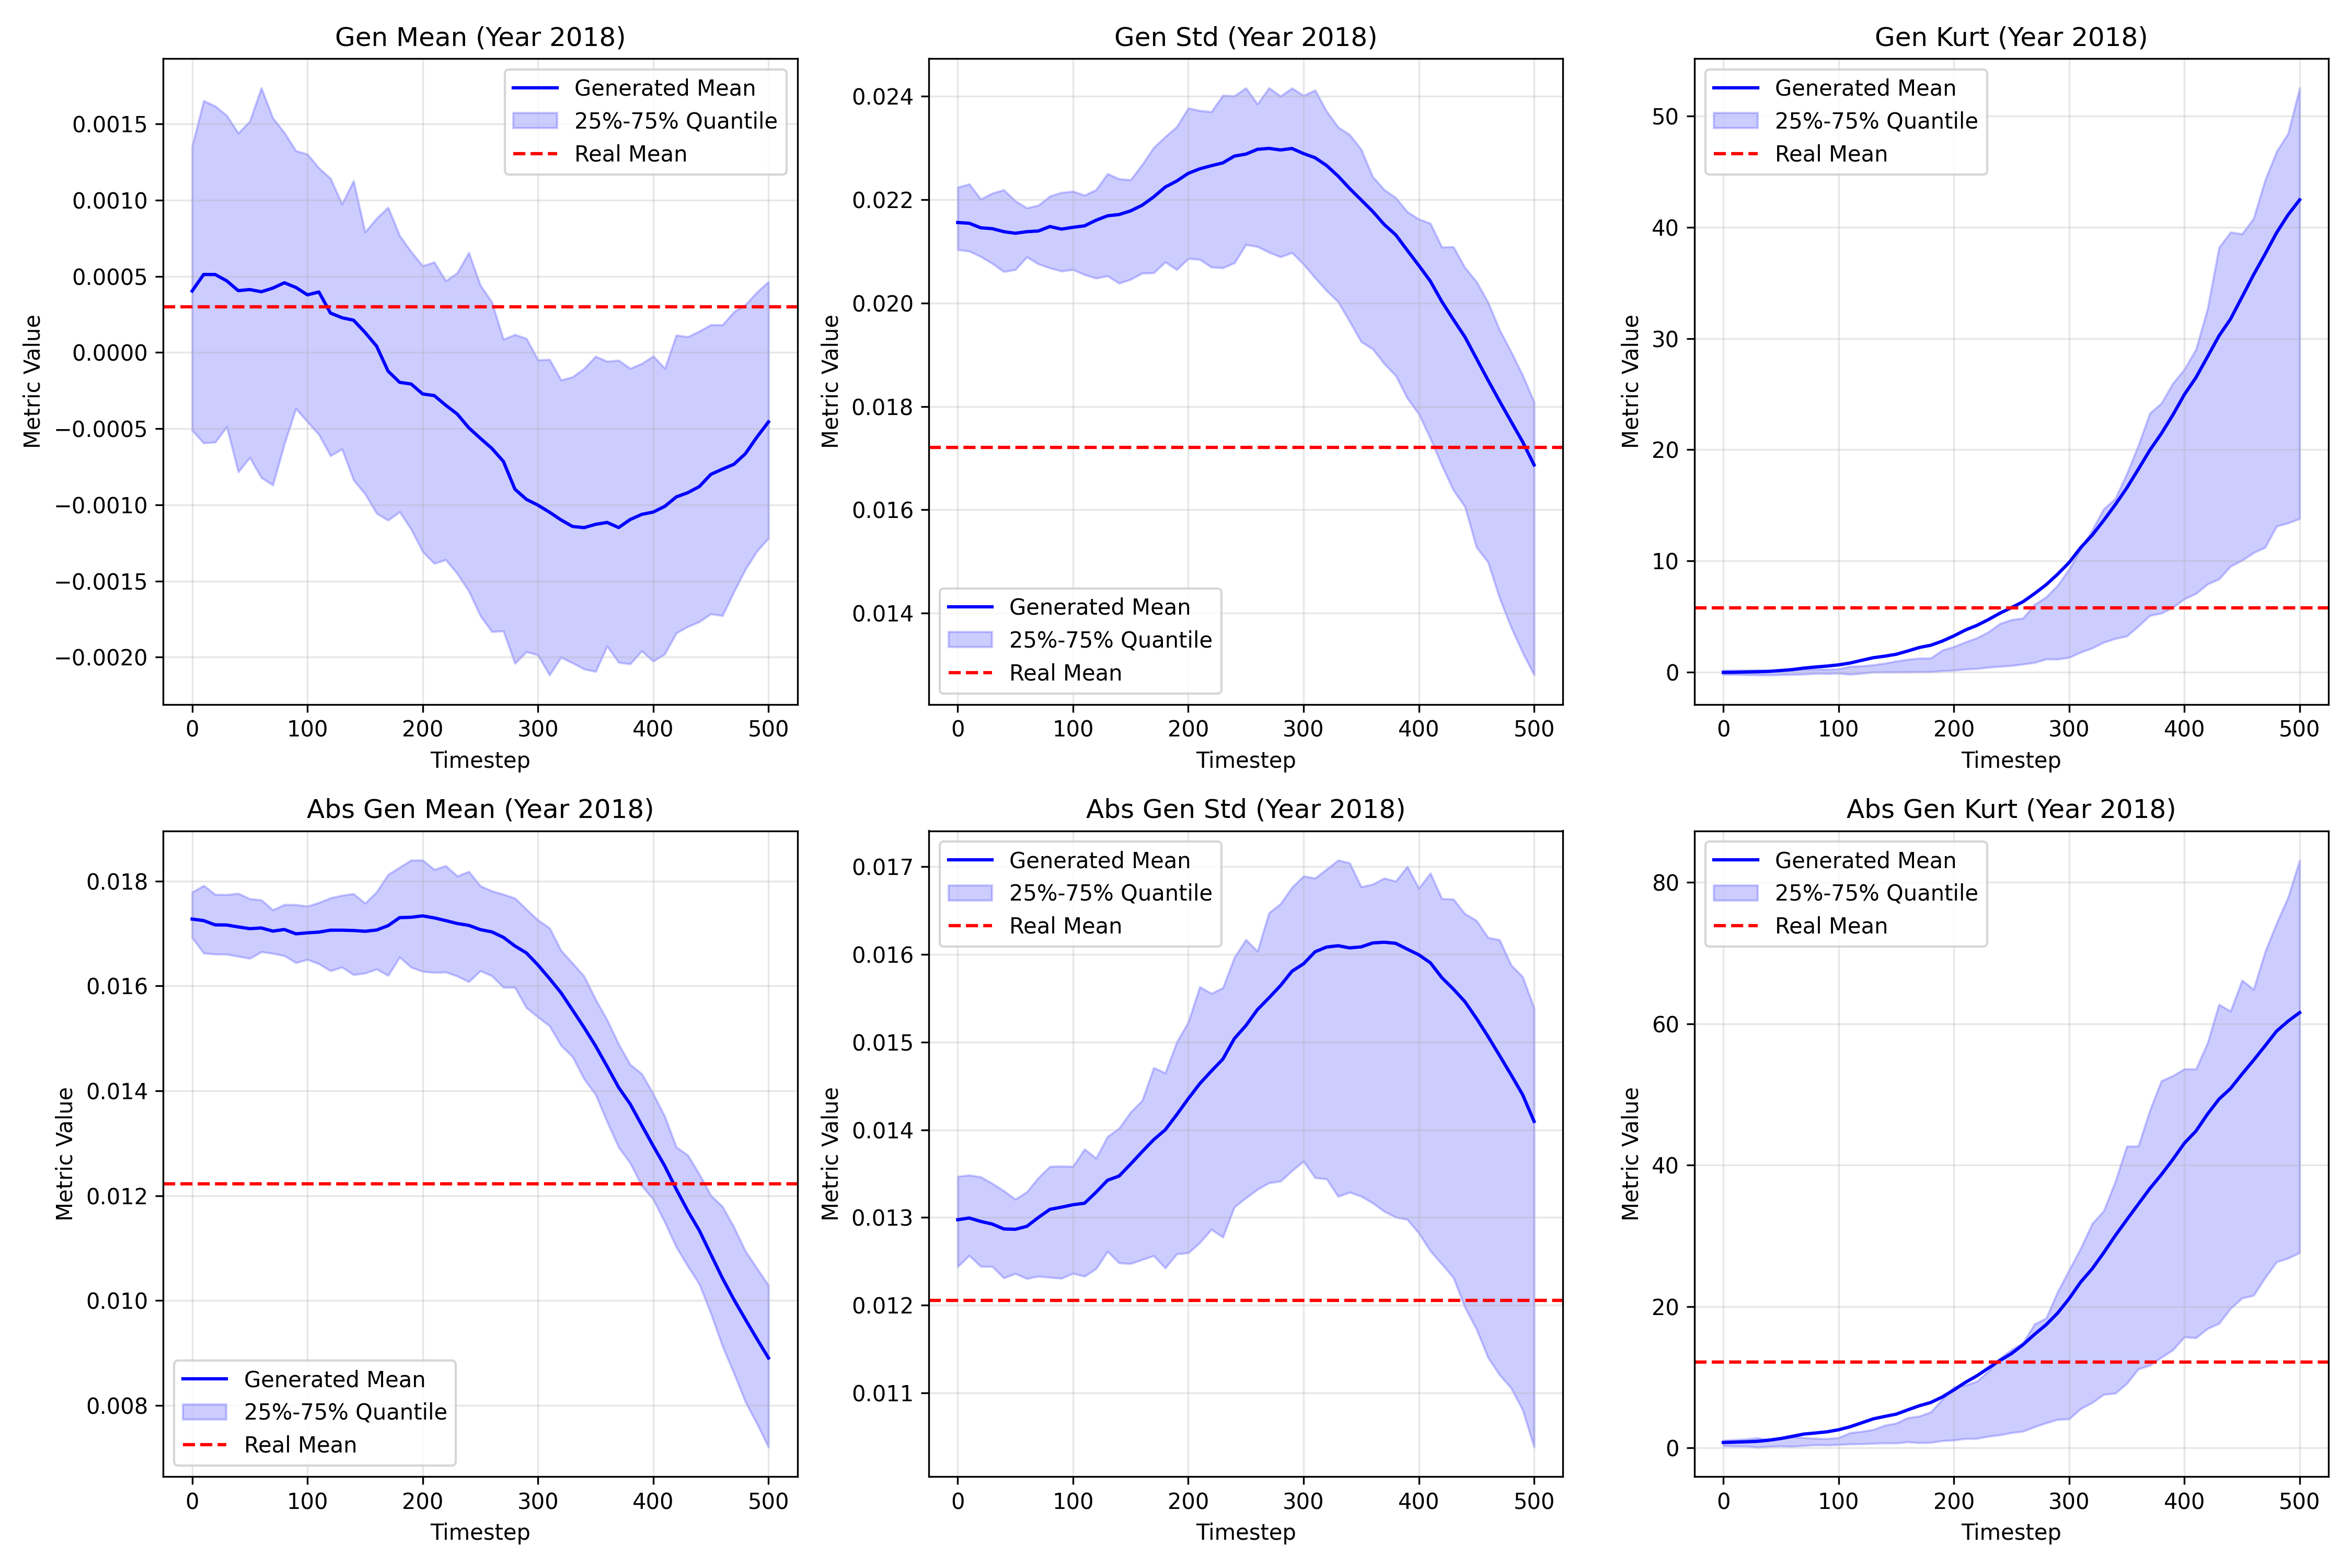 Gen Mean (Year 2018)
Metric Value
0.0015
0.0010
0.0005
0.0000
−0.0005
−0.0010
−0.0015
−0.0020
Generated Mean
25%-75% Quantile
Real Mean
0 100 200 300 400 500
Timestep
Gen Std (Year 2018)
Metric Value
0.024
0.022
0.020
0.018
0.016
0.014
Generated Mean
25%-75% Quantile
Real Mean
0 100 200 300 400 500
Timestep
Gen Kurt (Year 2018)
Metric Value
50
40
30
20
10
0
Generated Mean
25%-75% Quantile
Real Mean
0 100 200 300 400 500
Timestep
Abs Gen Mean (Year 2018)
Metric Value
0.018
0.016
0.014
0.012
0.010
0.008
Generated Mean
25%-75% Quantile
Real Mean
0 100 200 300 400 500
Timestep
Abs Gen Std (Year 2018)
Metric Value
0.017
0.016
0.015
0.014
0.013
0.012
0.011
Generated Mean
25%-75% Quantile
Real Mean
0 100 200 300 400 500
Timestep
Abs Gen Kurt (Year 2018)
Metric Value
80
60
40
20
0
Generated Mean
25%-75% Quantile
Real Mean
0 100 200 300 400 500
Timestep